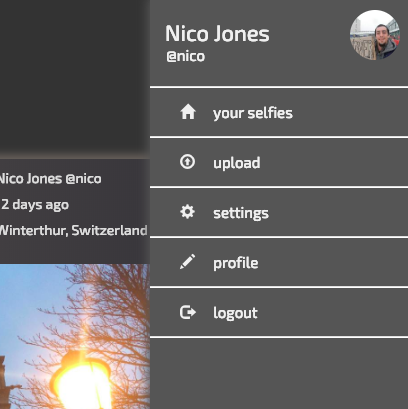 Nico Jones
@nico
your selfies
upload
settings
profile
logout
Nico Jones @nico
2 days ago
Winterthur, Switzerland